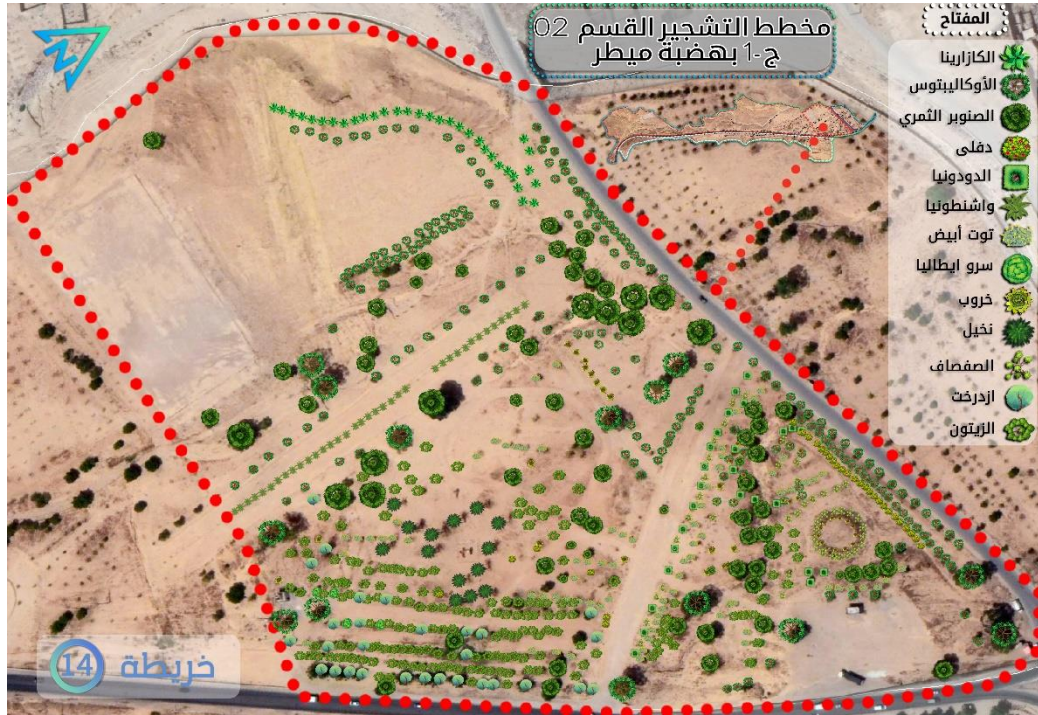 مخطط التشجير القسم 02
ج-1 بهضبة ميطر
المفتاح
الكازارينا
الأوكاليبتوس
الصنوبر الثمري
دفلى
الدودونيا
واشنطونيا
توت أبيض
سرو ايطاليا
خروب
نخيل
الصفصاف
ازدرخت
الزيتون
خريطة 14